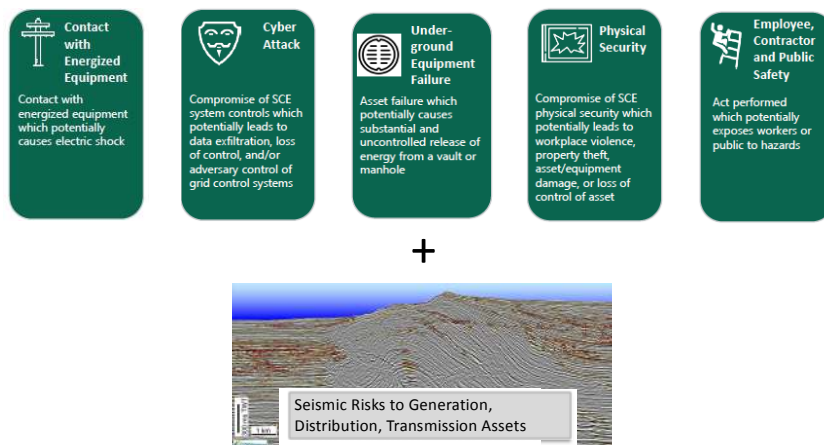 Contact
with
Energized
Equipment
Contact with
energized equipment
which potentially
causes electric shock
Cyber
Attack
Compromise of SCE
system controls which
potentially leads to
data exfiltration, loss
of control, and/or
adversary control of
grid control systems
Under-
ground
Equipment
Failure
Asset failure which
potentially causes
substantial and
uncontrolled release of
energy from a vault or
manhole
Physical
Security
Compromise of SCE
physical security which
potentially leads to
workplace violence,
property theft,
asset/equipment
damage, or loss of
control of asset
Employee,
Contractor
and Public
Safety
Act performed
which potentially
exposes workers or
public to hazards
+
Seismic Risks to Generation,
Distribution, Transmission Assets
1 km